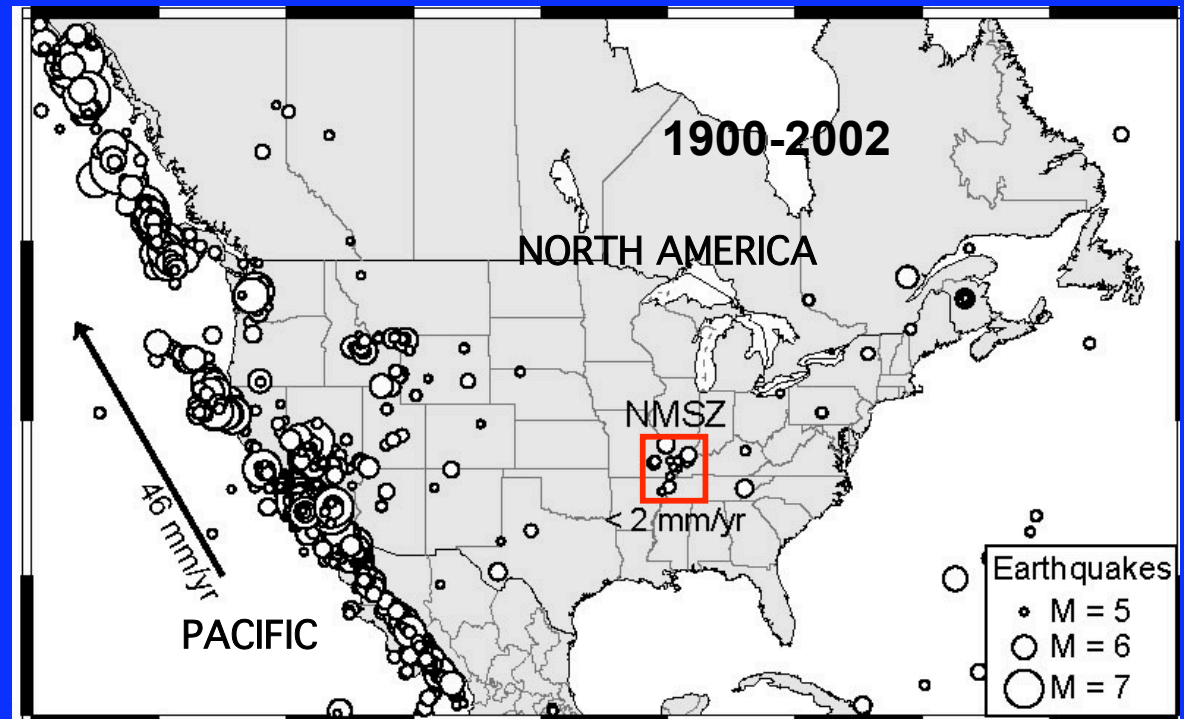 1900-2002
NORTH AMERICA
NMSZ
< 2 mm/yr
46 mm/yr
PACIFIC
Earthquakes
M = 5
M = 6
M = 7